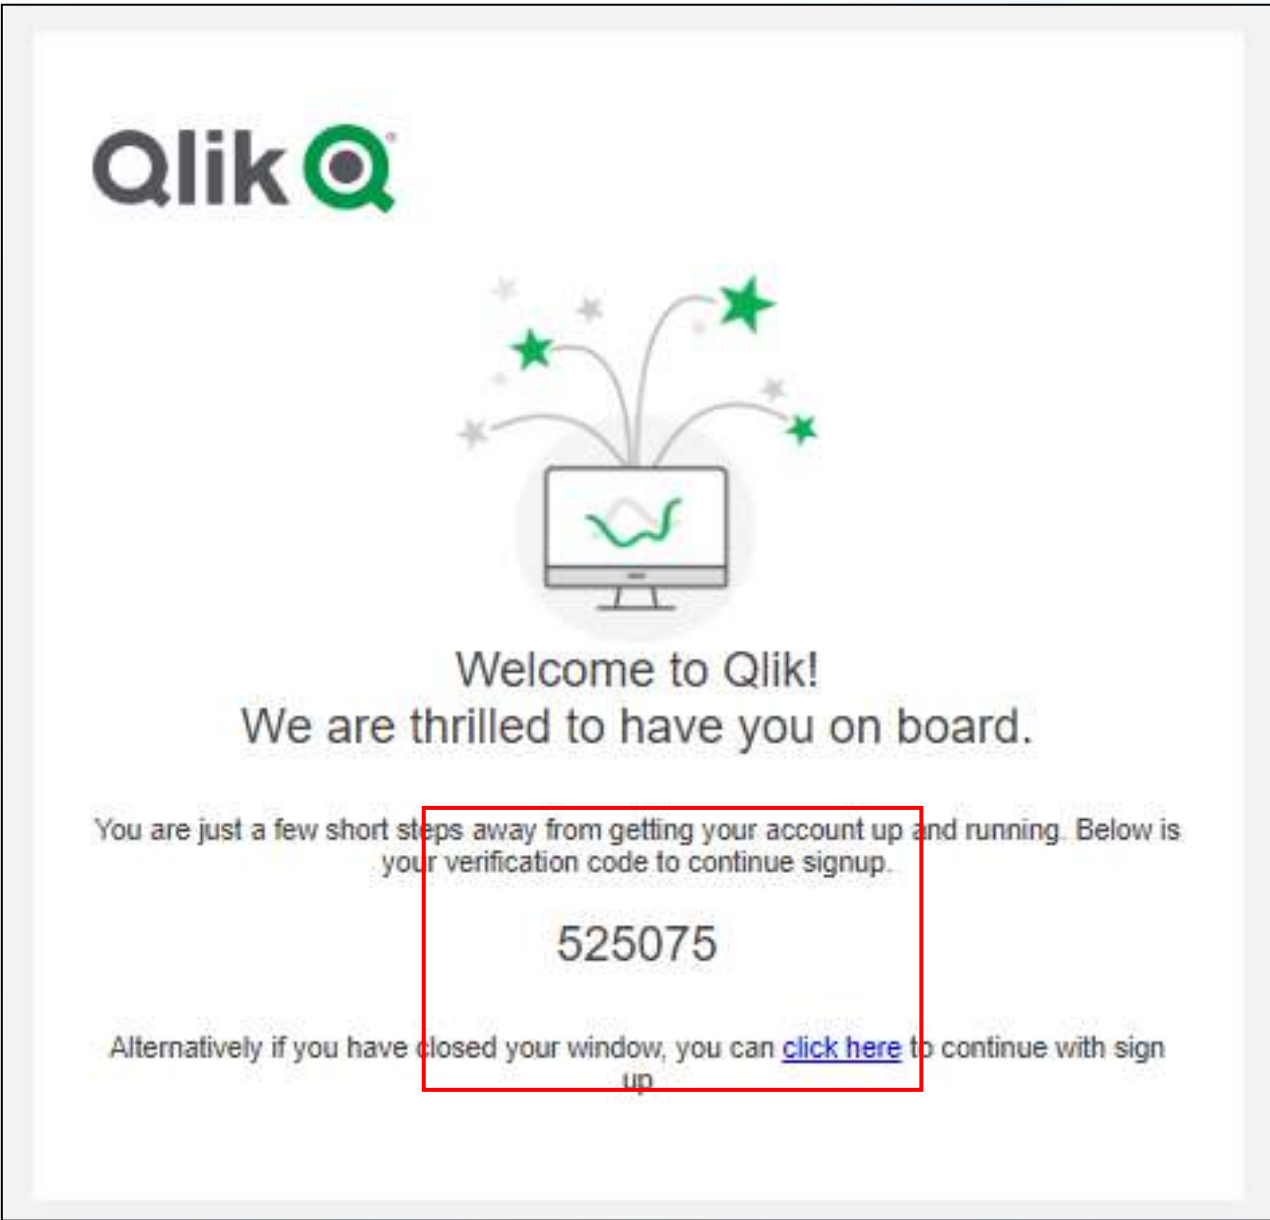 Qlik
Welcome to Qlik!
We are thrilled to have you on board.
You are just a few short steps away from getting your account up and running. Below is
your verification code to continue signup.
525075
Alternatively if you have closed your window, you can click here to continue with sign
up